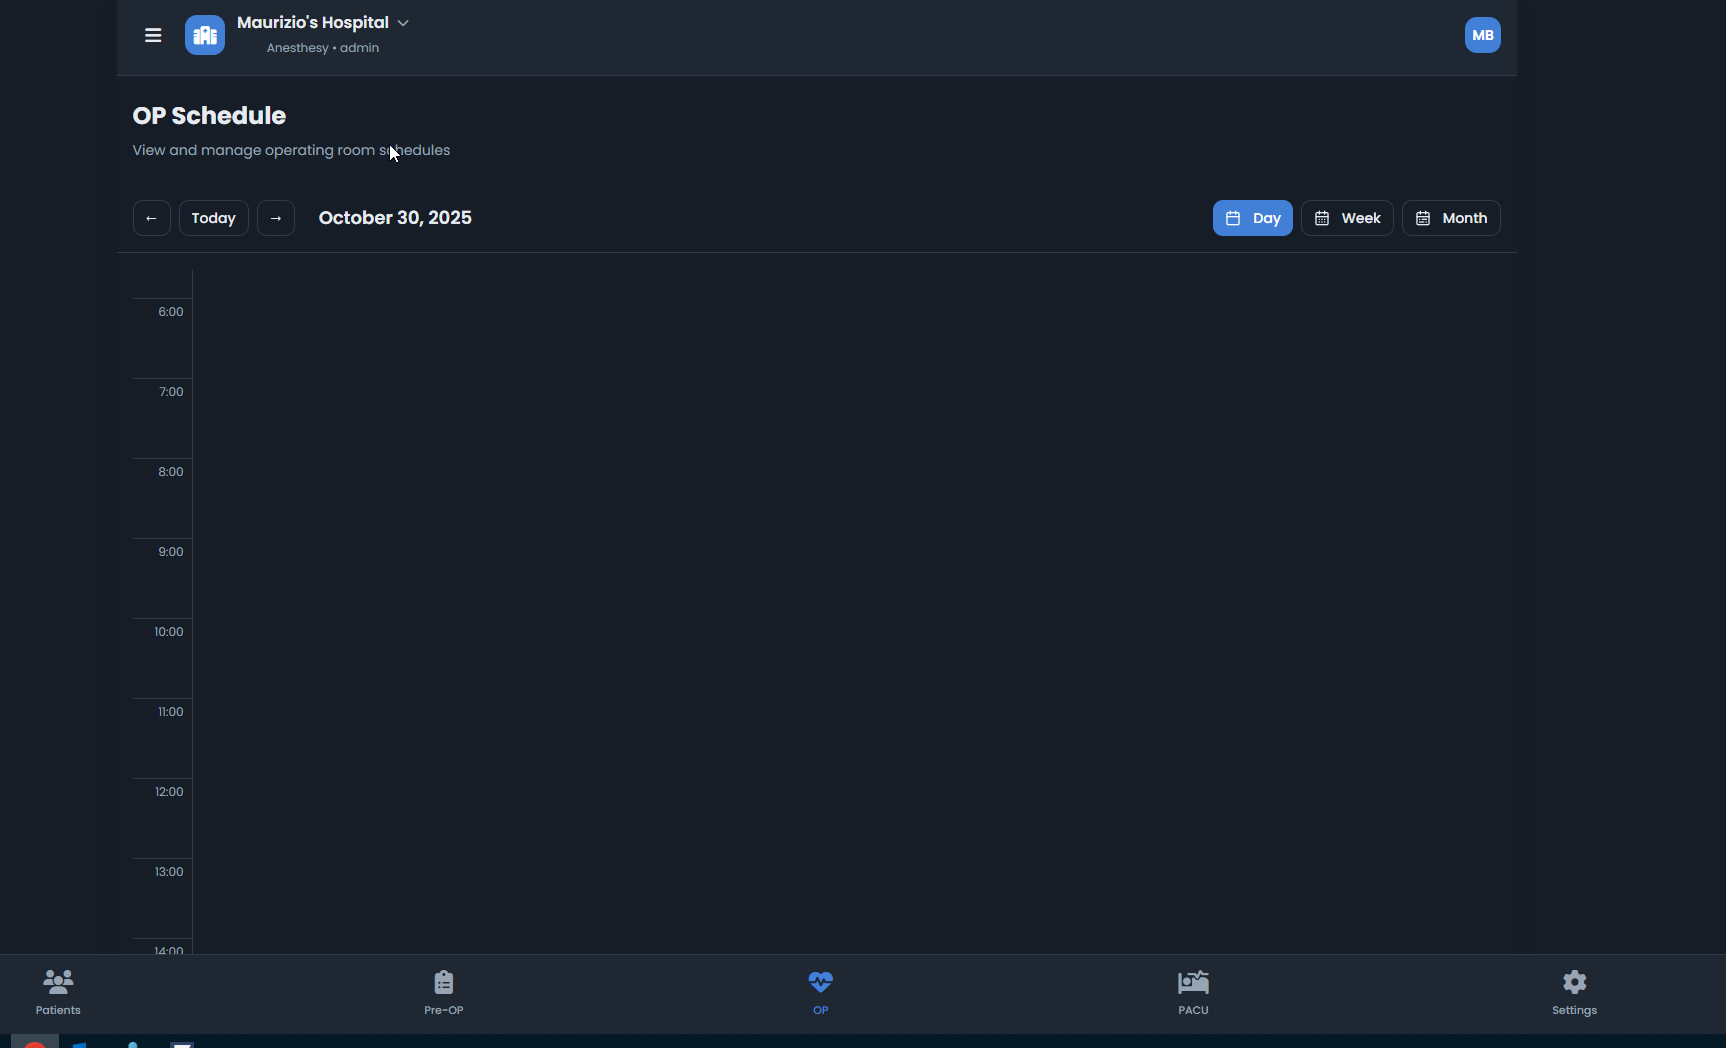 Maurizio's Hospital
Anesthesy • admin
MB
OP Schedule
View and manage operating room schedules
← Today → October 30, 2025 Day Week Month
6:00
7:00
8:00
9:00
10:00
11:00
12:00
13:00
14:00
Patients Pre-OP OP PACU Settings